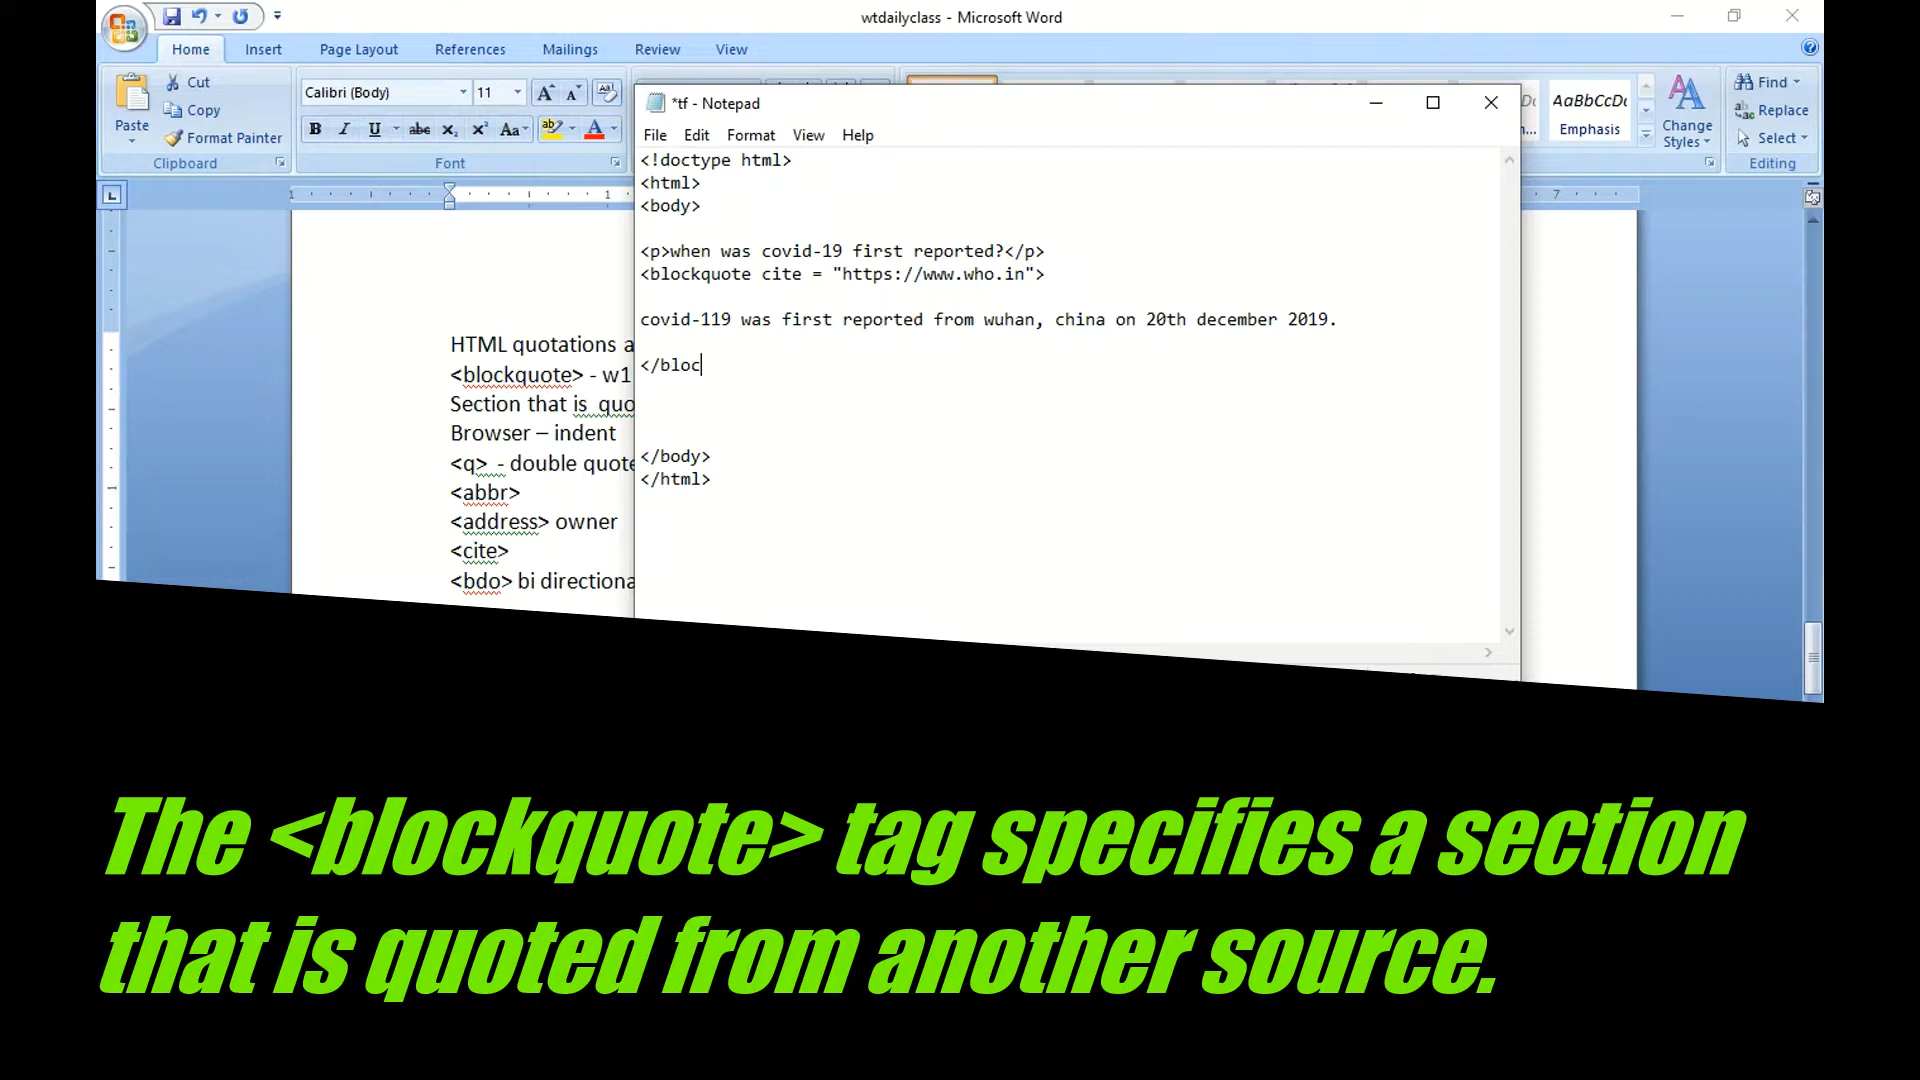 wtdailyclass - Microsoft Word
Home Insert Page Layout References Mailings Review View
Paste
Cut
Copy
Format Painter
Clipboard
Calibri (Body) 11
Font
AaBbCcDc
Emphasis
Change
Styles
Find
Replace
Select
Editing
*tf - Notepad
File Edit Format View Help
<!doctype html>
<html>
<body>
<p>when was covid-19 first reported?</p>
<blockquote cite = "https://www.who.in">
covid-119 was first reported from wuhan, china on 20th december 2019.
</bloc
</body>
</html>
1 1 7
HTML quotations a
<blockquote> - w1
Section that is quo
Browser – indent
<q> - double quote
<abbr>
<address> owner
<cite>
<bdo> bi directiona
The <blockquote> tag specifies a section
that is quoted from another source.